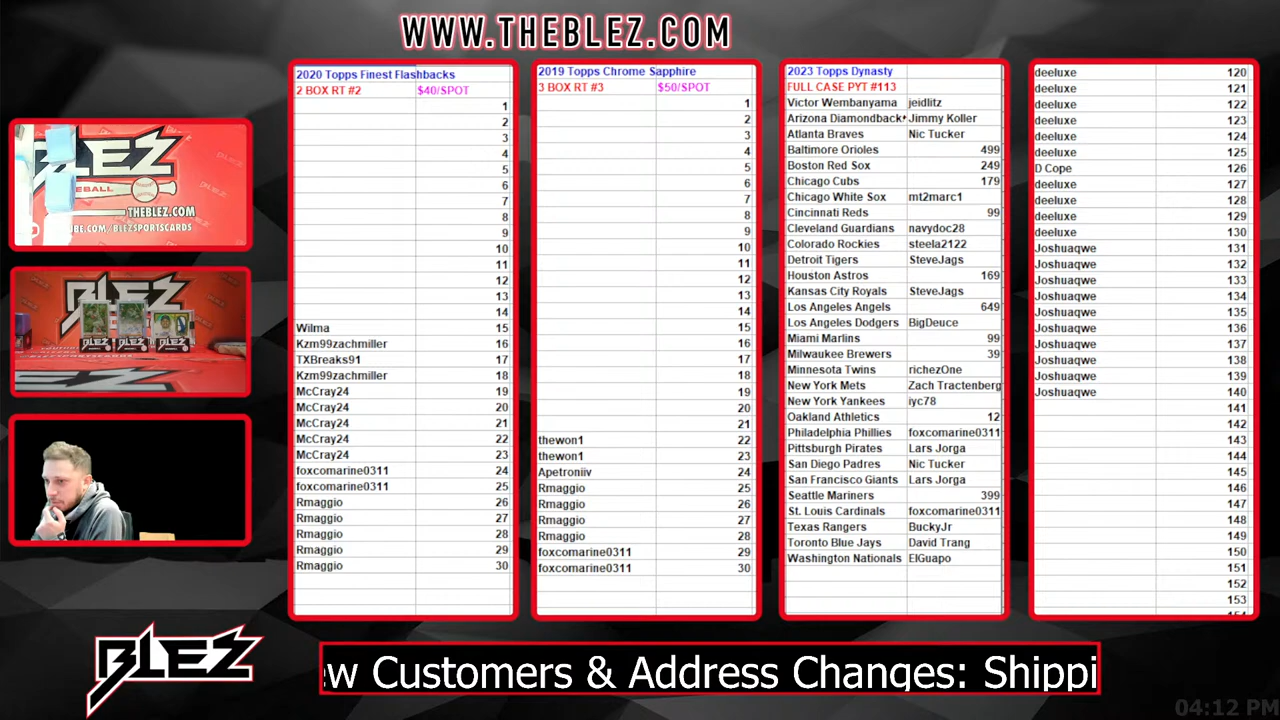 WWW.THEBLEZ.COM
BLEZ
BASEBALL
THEBLEZ.COM
UBE.COM/BLEZSPORTSCARDS
BLEZ
BLEZ BLEZ BLEZ
2020 Topps Finest Flashbacks
2 BOX RT #2 $40/SPOT
1
2
3
4
5
6
7
8
9
10
11
12
13
14
Wilma 15
Kzm99zachmiller 16
TXBreaks91 17
Kzm99zachmiller 18
McCray24 19
McCray24 20
McCray24 21
McCray24 22
McCray24 23
foxcomarine0311 24
foxcomarine0311 25
Rmaggio 26
Rmaggio 27
Rmaggio 28
Rmaggio 29
Rmaggio 30
2019 Topps Chrome Sapphire
3 BOX RT #3 $50/SPOT
1
2
3
4
5
6
7
8
9
10
11
12
13
14
15
16
17
18
19
20
21
thewon1 22
thewon1 23
Apetroniiv 24
Rmaggio 25
Rmaggio 26
Rmaggio 27
Rmaggio 28
foxcomarine0311 29
foxcomarine0311 30
2023 Topps Dynasty
FULL CASE PYT #113
Victor Wembanyama jeidlitz
Arizona Diamondback Jimmy Koller
Atlanta Braves Nic Tucker
Baltimore Orioles 499
Boston Red Sox 249
Chicago Cubs 179
Chicago White Sox mt2marc1
Cincinnati Reds 99
Cleveland Guardians navydoc28
Colorado Rockies steela2122
Detroit Tigers SteveJags
Houston Astros 169
Kansas City Royals SteveJags
Los Angeles Angels 649
Los Angeles Dodgers BigDeuce
Miami Marlins 99
Milwaukee Brewers 39
Minnesota Twins richezOne
New York Mets Zach Tractenberg
New York Yankees iyc78
Oakland Athletics 12
Philadelphia Phillies foxcomarine0311
Pittsburgh Pirates Lars Jorga
San Diego Padres Nic Tucker
San Francisco Giants Lars Jorga
Seattle Mariners 399
St. Louis Cardinals foxcomarine0311
Texas Rangers BuckyJr
Toronto Blue Jays David Trang
Washington Nationals ElGuapo
deeluxe 120
deeluxe 121
deeluxe 122
deeluxe 123
deeluxe 124
deeluxe 125
D Cope 126
deeluxe 127
deeluxe 128
deeluxe 129
deeluxe 130
Joshuaqwe 131
Joshuaqwe 132
Joshuaqwe 133
Joshuaqwe 134
Joshuaqwe 135
Joshuaqwe 136
Joshuaqwe 137
Joshuaqwe 138
Joshuaqwe 139
Joshuaqwe 140
141
142
143
144
145
146
147
148
149
150
151
152
153
BLEZ
w Customers & Address Changes: Shippi
04:12 PM